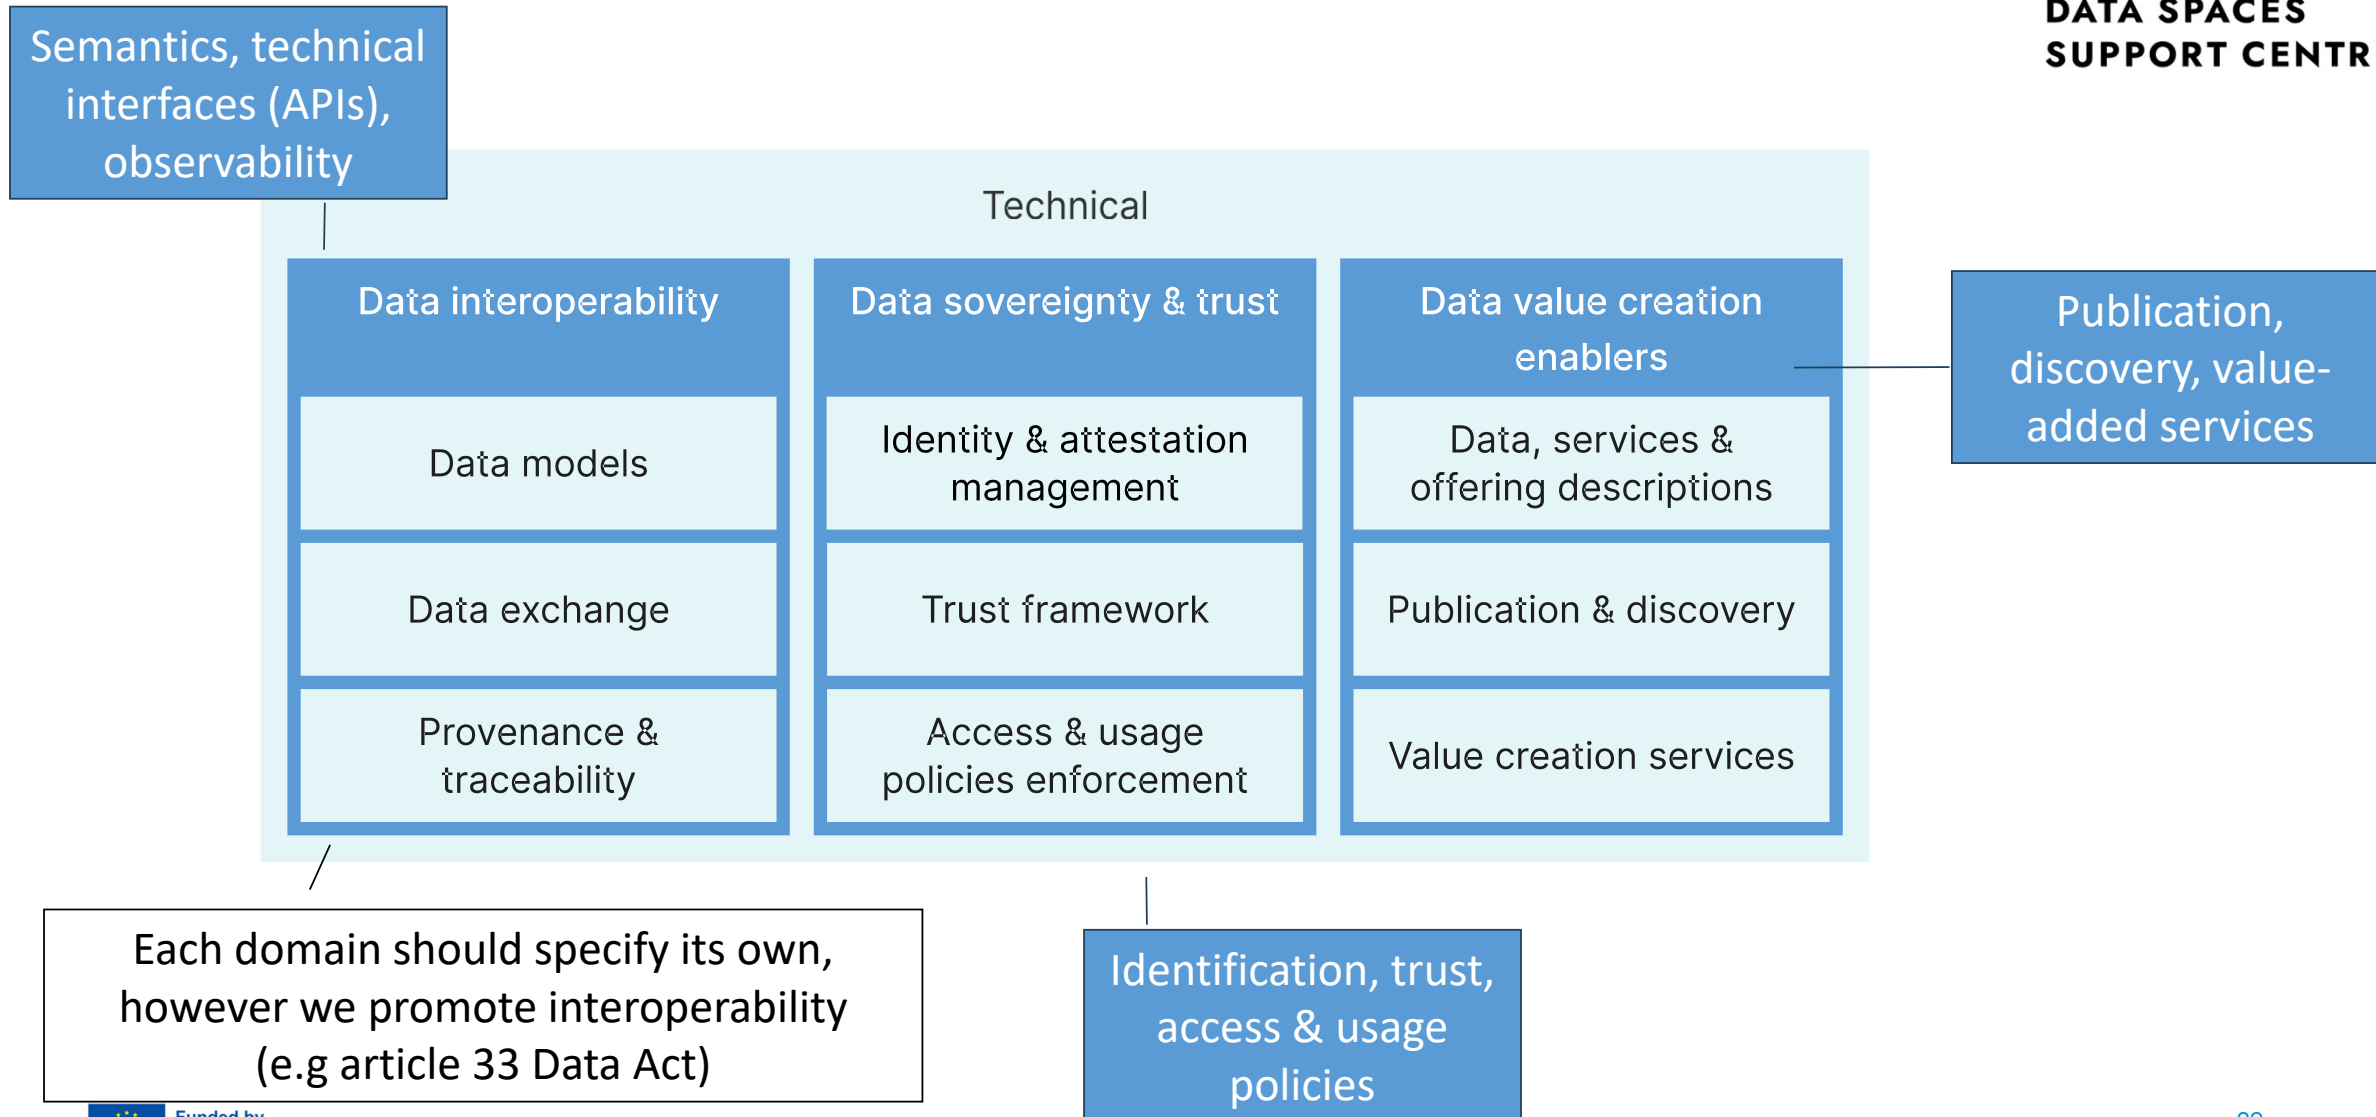 DATA SPACES
SUPPORT CENTR
Semantics, technical
interfaces (APIs),
observability
Technical
Data interoperability
Data models
Data exchange
Provenance &
traceability
Data sovereignty & trust
Identity & attestation
management
Trust framework
Access & usage
policies enforcement
Data value creation
enablers
Data, services &
offering descriptions
Publication & discovery
Value creation services
Publication,
discovery, value-
added services
Each domain should specify its own,
however we promote interoperability
(e.g article 33 Data Act)
Identification, trust,
access & usage
policies
Funded by